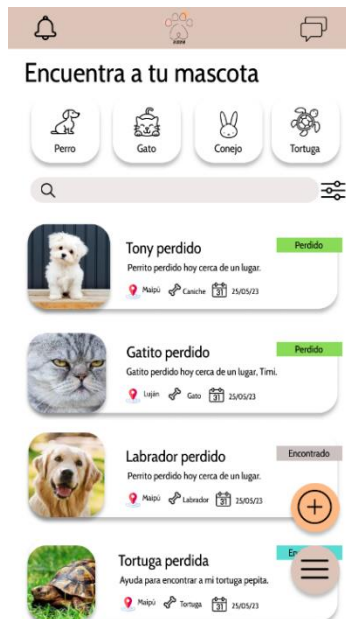 Encuentra a tu mascota
Perro
Gato
Conejo
Tortuga
Tony perdido
Perdido
Perrito perdido hoy cerca de un lugar.
Maipú
Caniche
31
25/05/23
Gatito perdido
Perdido
Gatito perdido hoy cerca de un lugar, Timi.
Luján
Gato
31
25/05/23
Labrador perdido
Encontrado
Perrito perdido hoy cerca de un lugar.
Maipú
Labrador
31
25/05/23
Tortuga perdida
Ayuda para encontrar a mi tortuga pepita.
Maipú
Tortuga
31
25/05/23